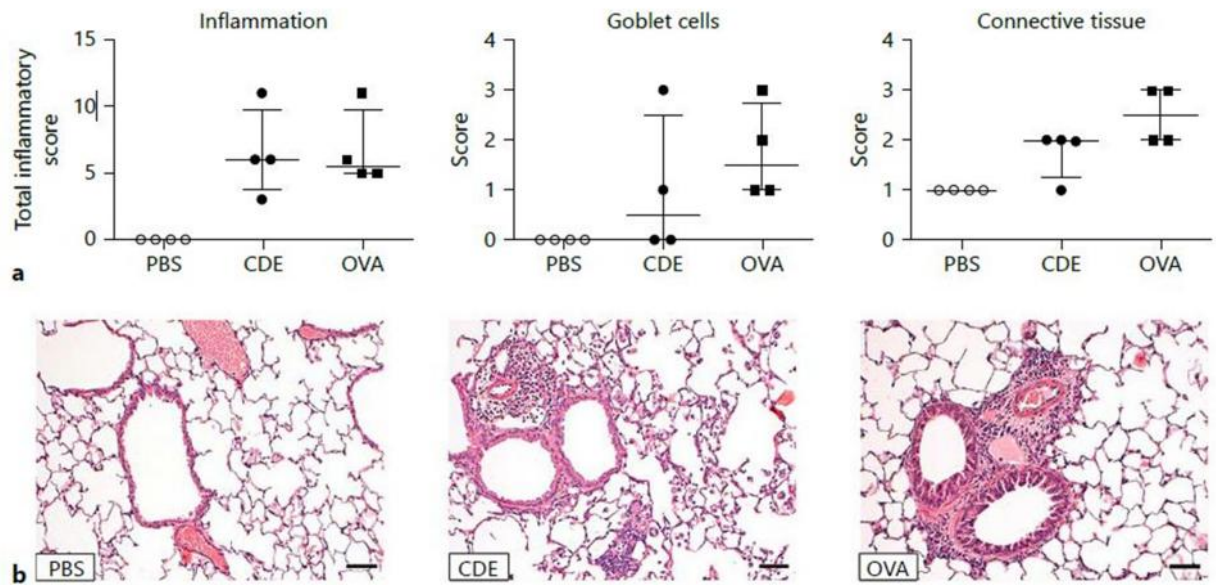 Inflammation
Total inflammatory
score
15
10
5
0
PBS
CDE
OVA
Goblet cells
Score
4
3
2
1
0
PBS
CDE
OVA
Connective tissue
Score
4
3
2
1
0
PBS
CDE
OVA
a
PBS
CDE
OVA
b